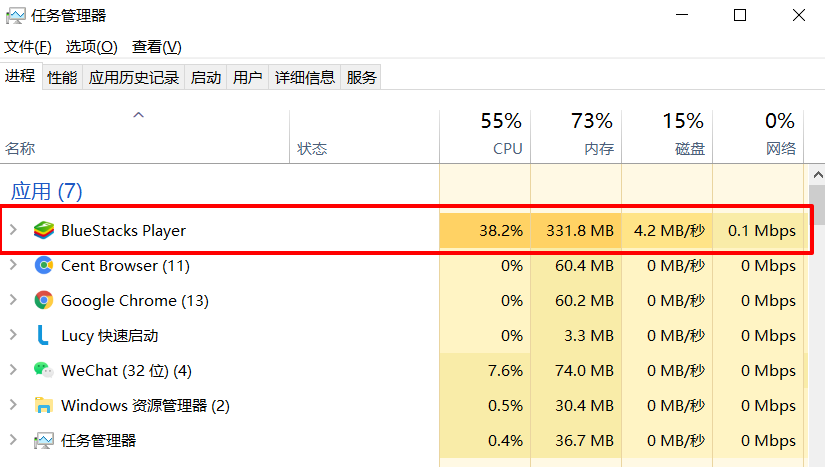 任务管理器
文件(F) 选项(O) 查看(V)
进程 性能 应用历史记录 启动 用户 详细信息 服务
55% 73% 15% 0%
名称 状态 CPU 内存 磁盘 网络
应用 (7)
BlueStacks Player 38.2% 331.8 MB 4.2 MB/秒 0.1 Mbps
Cent Browser (11) 0% 60.4 MB 0 MB/秒 0 Mbps
Google Chrome (13) 0% 60.2 MB 0 MB/秒 0 Mbps
Lucy 快速启动 0% 3.3 MB 0 MB/秒 0 Mbps
WeChat (32 位) (4) 7.6% 74.0 MB 0 MB/秒 0 Mbps
Windows 资源管理器 (2) 0.5% 30.4 MB 0 MB/秒 0 Mbps
任务管理器 0.4% 36.7 MB 0 MB/秒 0 Mbps